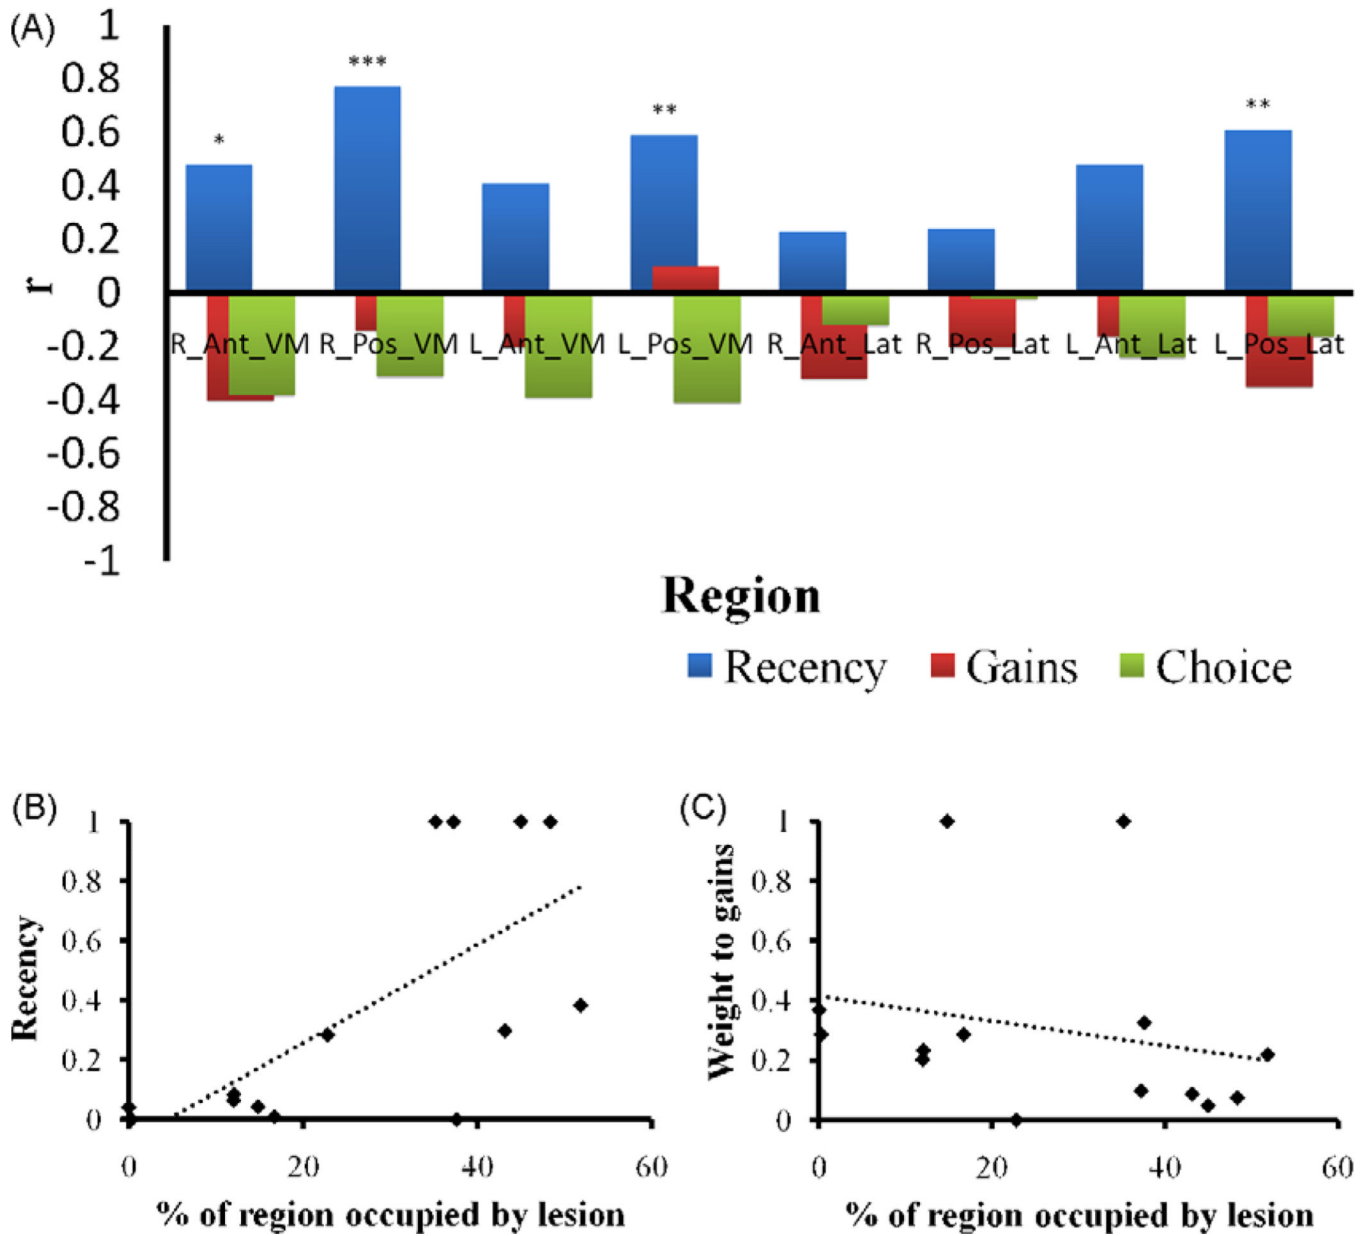 (A)
1
0.8
0.6
0.4
0.2
0
-0.2
-0.4
-0.6
-0.8
-1
r
* *** ** **
R_Ant_VM R_Pos_VM L_Ant_VM L_Pos_VM R_Ant_Lat R_Pos_Lat L_Ant_Lat L_Pos_Lat
Region
Recency Gains Choice
(B)
1
0.8
0.6
0.4
0.2
0
Recency
0 20 40 60
% of region occupied by lesion
(C)
1
0.8
0.6
0.4
0.2
0
Weight to gains
0 20 40 60
% of region occupied by lesion